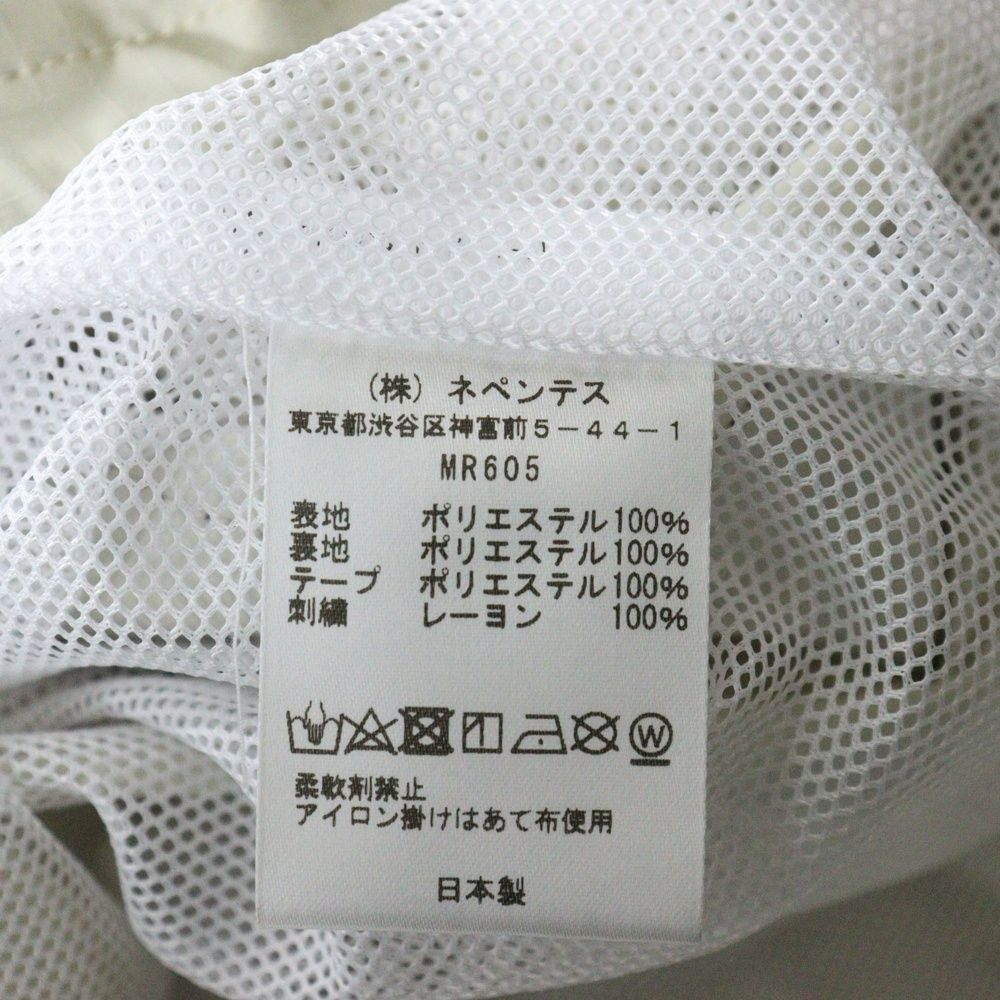 (株) ネペンテス
東京都渋谷区神宮前5-44-1
MR605
表地 ポリエステル100%
裏地 ポリエステル100%
テープ ポリエステル100%
刺繍 レーヨン 100%
W
柔軟剤禁止
アイロン掛けはあて布使用
日本製